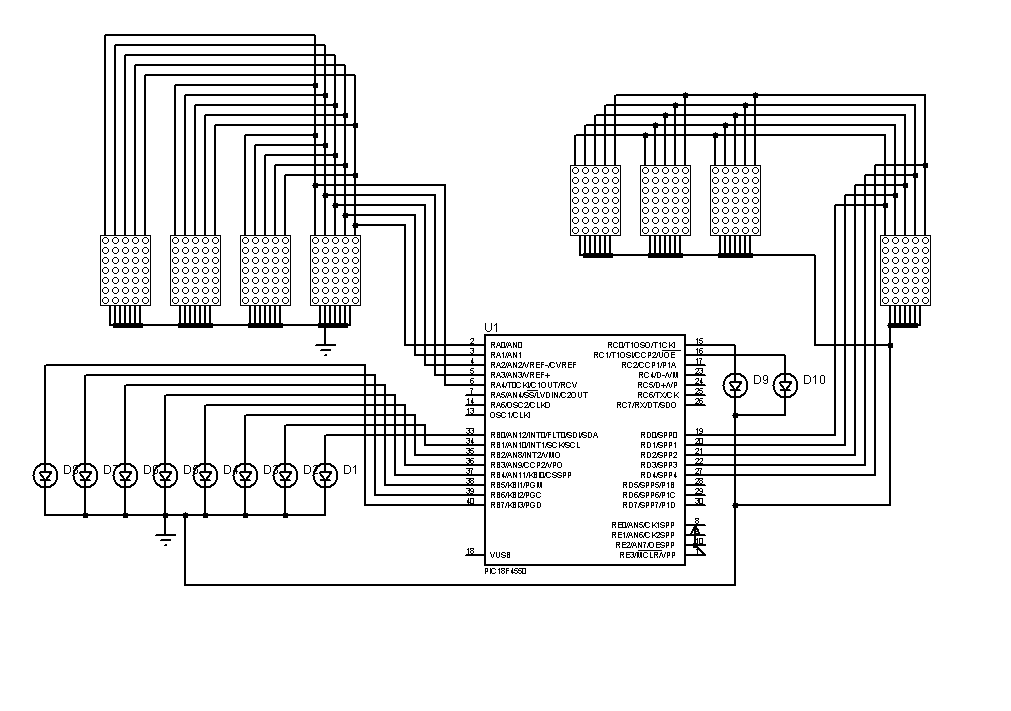 U1
2 RA0/AN0
3 RA1/AN1
4 RA2/AN2/VREF-/CVREF
5 RA3/AN3/VREF+
6 RA4/T0CKI/C1OUT/RCV
7 RA5/AN4/SS/LVDIN/C2OUT
14 RA6/OSC2/CLKO
13 OSC1/CLKI
33 RB0/AN12/INT0/FLT0/SDI/SDA
34 RB1/AN10/INT1/SCK/SCL
35 RB2/AN8/INT2/VMO
36 RB3/AN9/CCP2/VPO
37 RB4/AN11/KBI0/CSSPP
38 RB5/KBI1/PGM
39 RB6/KBI2/PGC
40 RB7/KBI3/PGD
18 VUSB
RC0/T1OSO/T1CKI 15
RC1/T1OSI/CCP2/UOE 16
RC2/CCP1/P1A 17
RC4/D-/VM 23
RC5/D+/VP 24
RC6/TX/CK 25
RC7/RX/DT/SDO 26
RD0/SPP0 19
RD1/SPP1 20
RD2/SPP2 21
RD3/SPP3 22
RD4/SPP4 27
RD5/SPP5/P1B 28
RD6/SPP6/P1C 29
RD7/SPP7/P1D 30
RE0/AN5/CK1SPP 8
RE1/AN6/CK2SPP
RE2/AN7/OESPP 10
RE3/MCLR/VPP 1
PIC18F4550
D9 D10
D8 D7 D6 D5 D4 D3 D2 D1